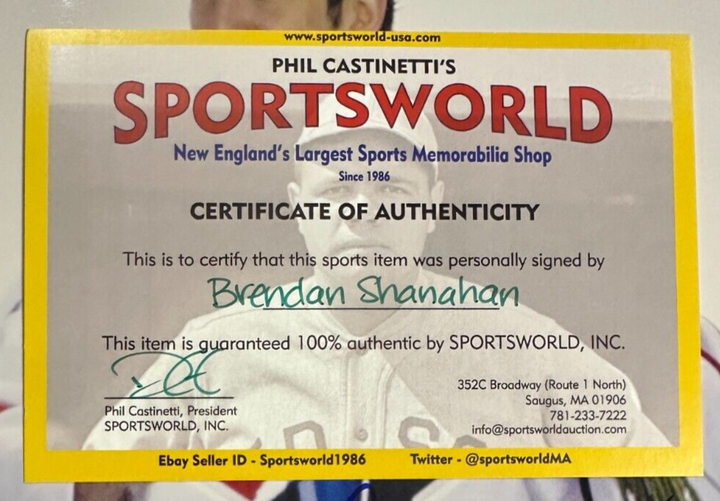 www.sportsworld-usa.com
PHIL CASTINETTI'S
SPORTSWORLD
New England's Largest Sports Memorabilia Shop
Since 1986
CERTIFICATE OF AUTHENTICITY
This is to certify that this sports item was personally signed by
Brendan Shanahan
This item is guaranteed 100% authentic by SPORTSWORLD, INC.
Phil Castinetti, President
SPORTSWORLD, INC.
352C Broadway (Route 1 North)
Saugus, MA 01906
781-233-7222
info@sportsworldauction.com
Ebay Seller ID - Sportsworld1986
Twitter - @sportsworldMA